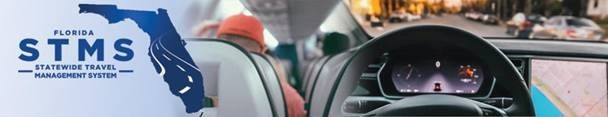 FLORIDA
STMS
STATEWIDE TRAVEL
MANAGEMENT SYSTEM